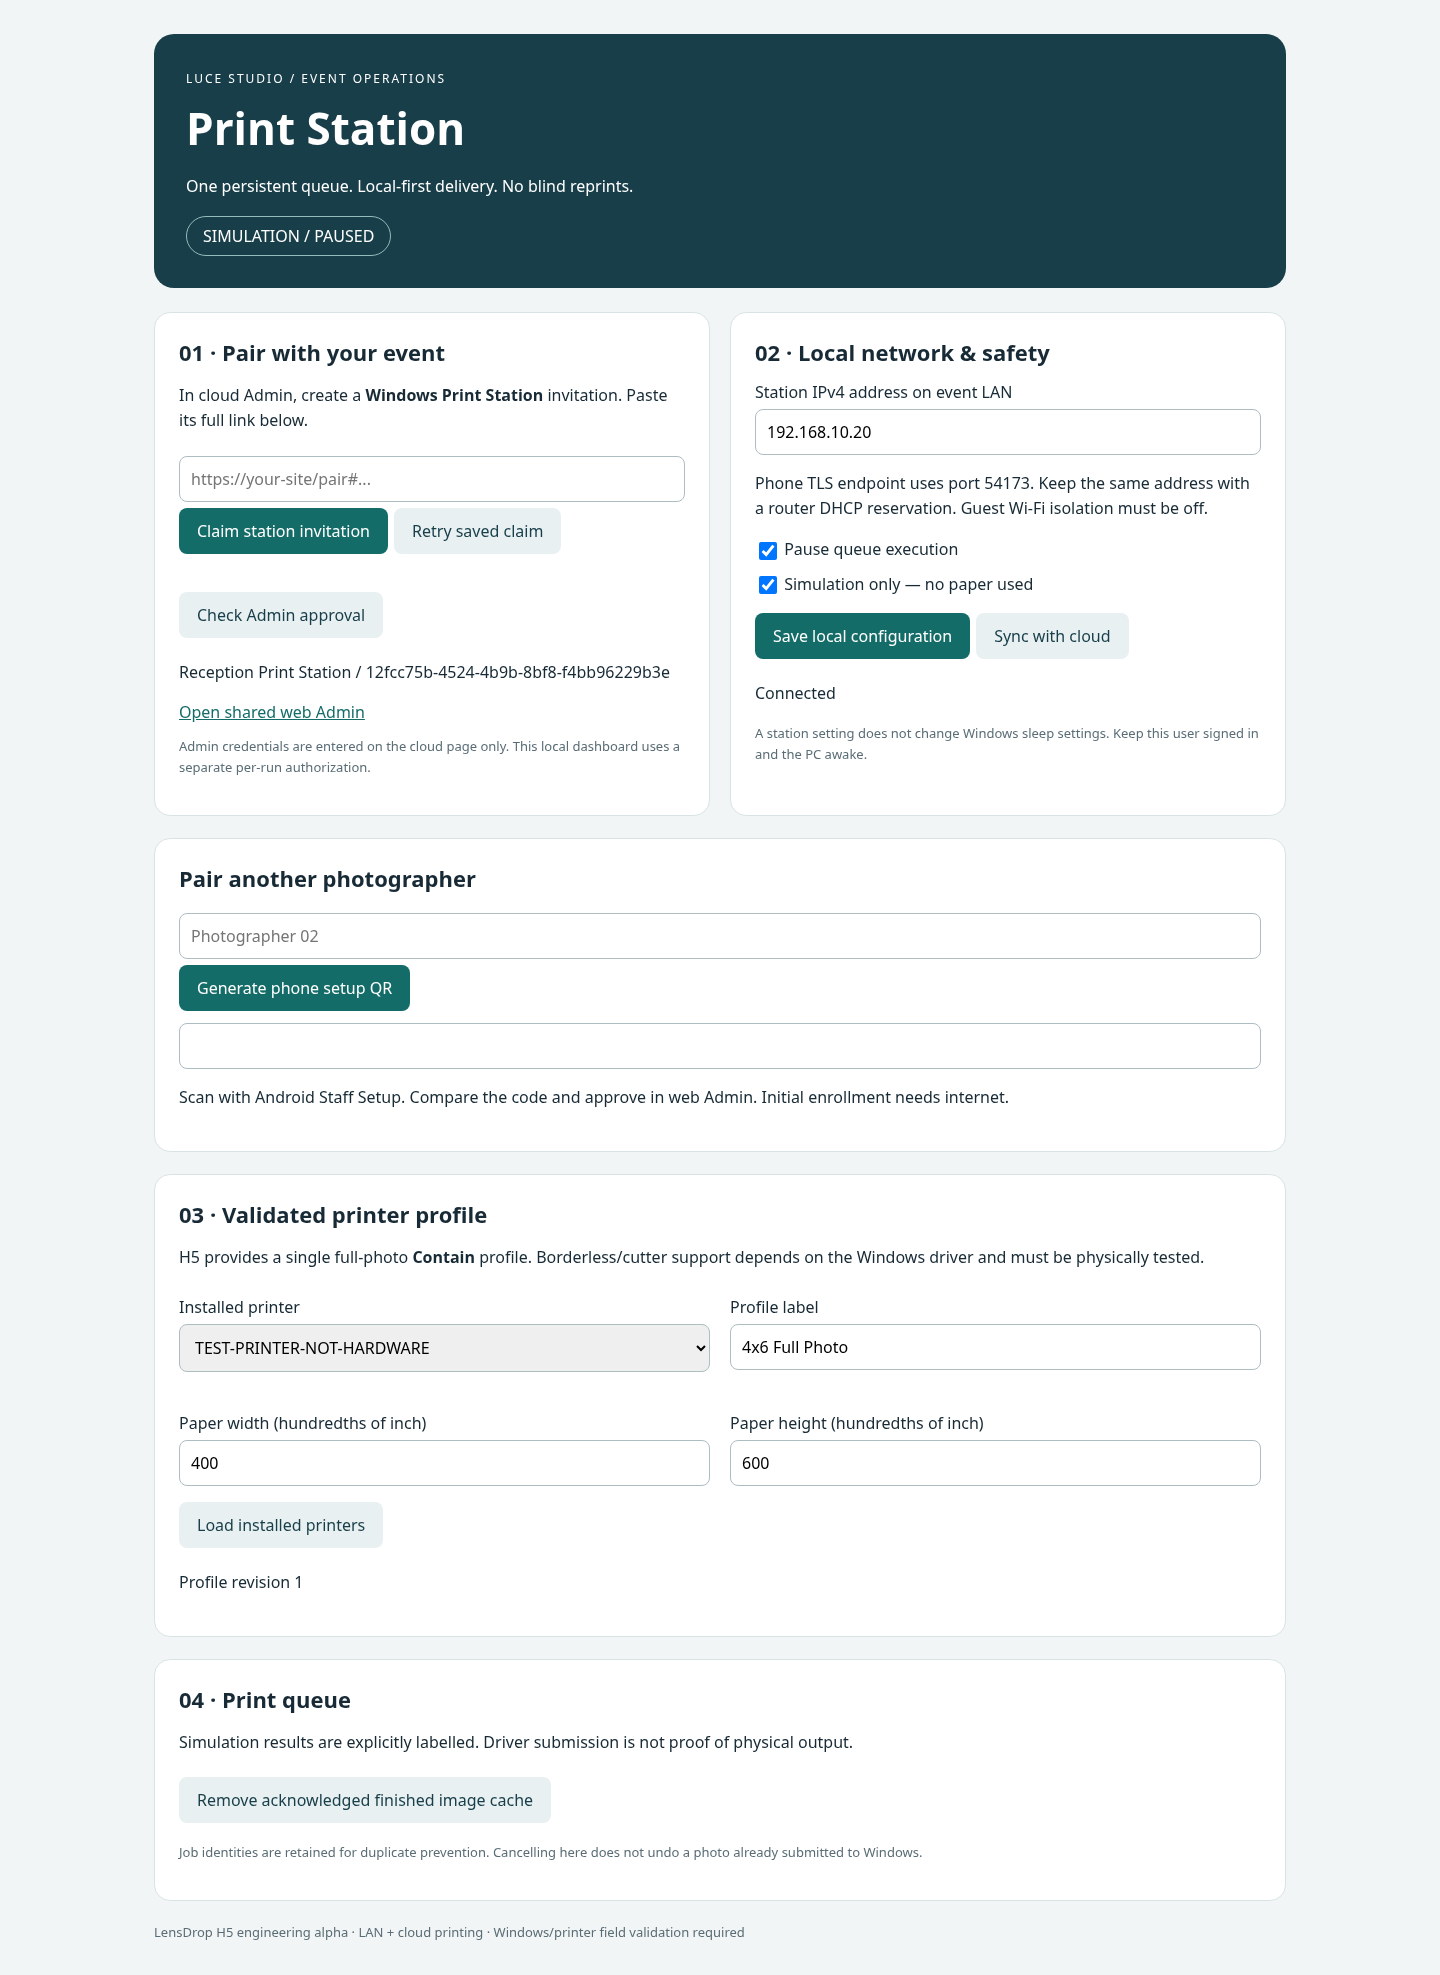 LUCE STUDIO / EVENT OPERATIONS
Print Station
One persistent queue. Local-first delivery. No blind reprints.
SIMULATION / PAUSED
01 · Pair with your event
In cloud Admin, create a Windows Print Station invitation. Paste
its full link below.
https://your-site/pair#...
Claim station invitation
Retry saved claim
Check Admin approval
Reception Print Station / 12fcc75b-4524-4b9b-8bf8-f4bb96229b3e
Open shared web Admin
Admin credentials are entered on the cloud page only. This local dashboard uses a
separate per-run authorization.
02 · Local network & safety
Station IPv4 address on event LAN
192.168.10.20
Phone TLS endpoint uses port 54173. Keep the same address with
a router DHCP reservation. Guest Wi-Fi isolation must be off.
Pause queue execution
Simulation only — no paper used
Save local configuration
Sync with cloud
Connected
A station setting does not change Windows sleep settings. Keep this user signed in
and the PC awake.
Pair another photographer
Photographer 02
Generate phone setup QR
Scan with Android Staff Setup. Compare the code and approve in web Admin. Initial enrollment needs internet.
03 · Validated printer profile
H5 provides a single full-photo Contain profile. Borderless/cutter support depends on the Windows driver and must be physically tested.
Installed printer
TEST-PRINTER-NOT-HARDWARE
Profile label
4x6 Full Photo
Paper width (hundredths of inch)
400
Paper height (hundredths of inch)
600
Load installed printers
Profile revision 1
04 · Print queue
Simulation results are explicitly labelled. Driver submission is not proof of physical output.
Remove acknowledged finished image cache
Job identities are retained for duplicate prevention. Cancelling here does not undo a photo already submitted to Windows.
LensDrop H5 engineering alpha · LAN + cloud printing · Windows/printer field validation required